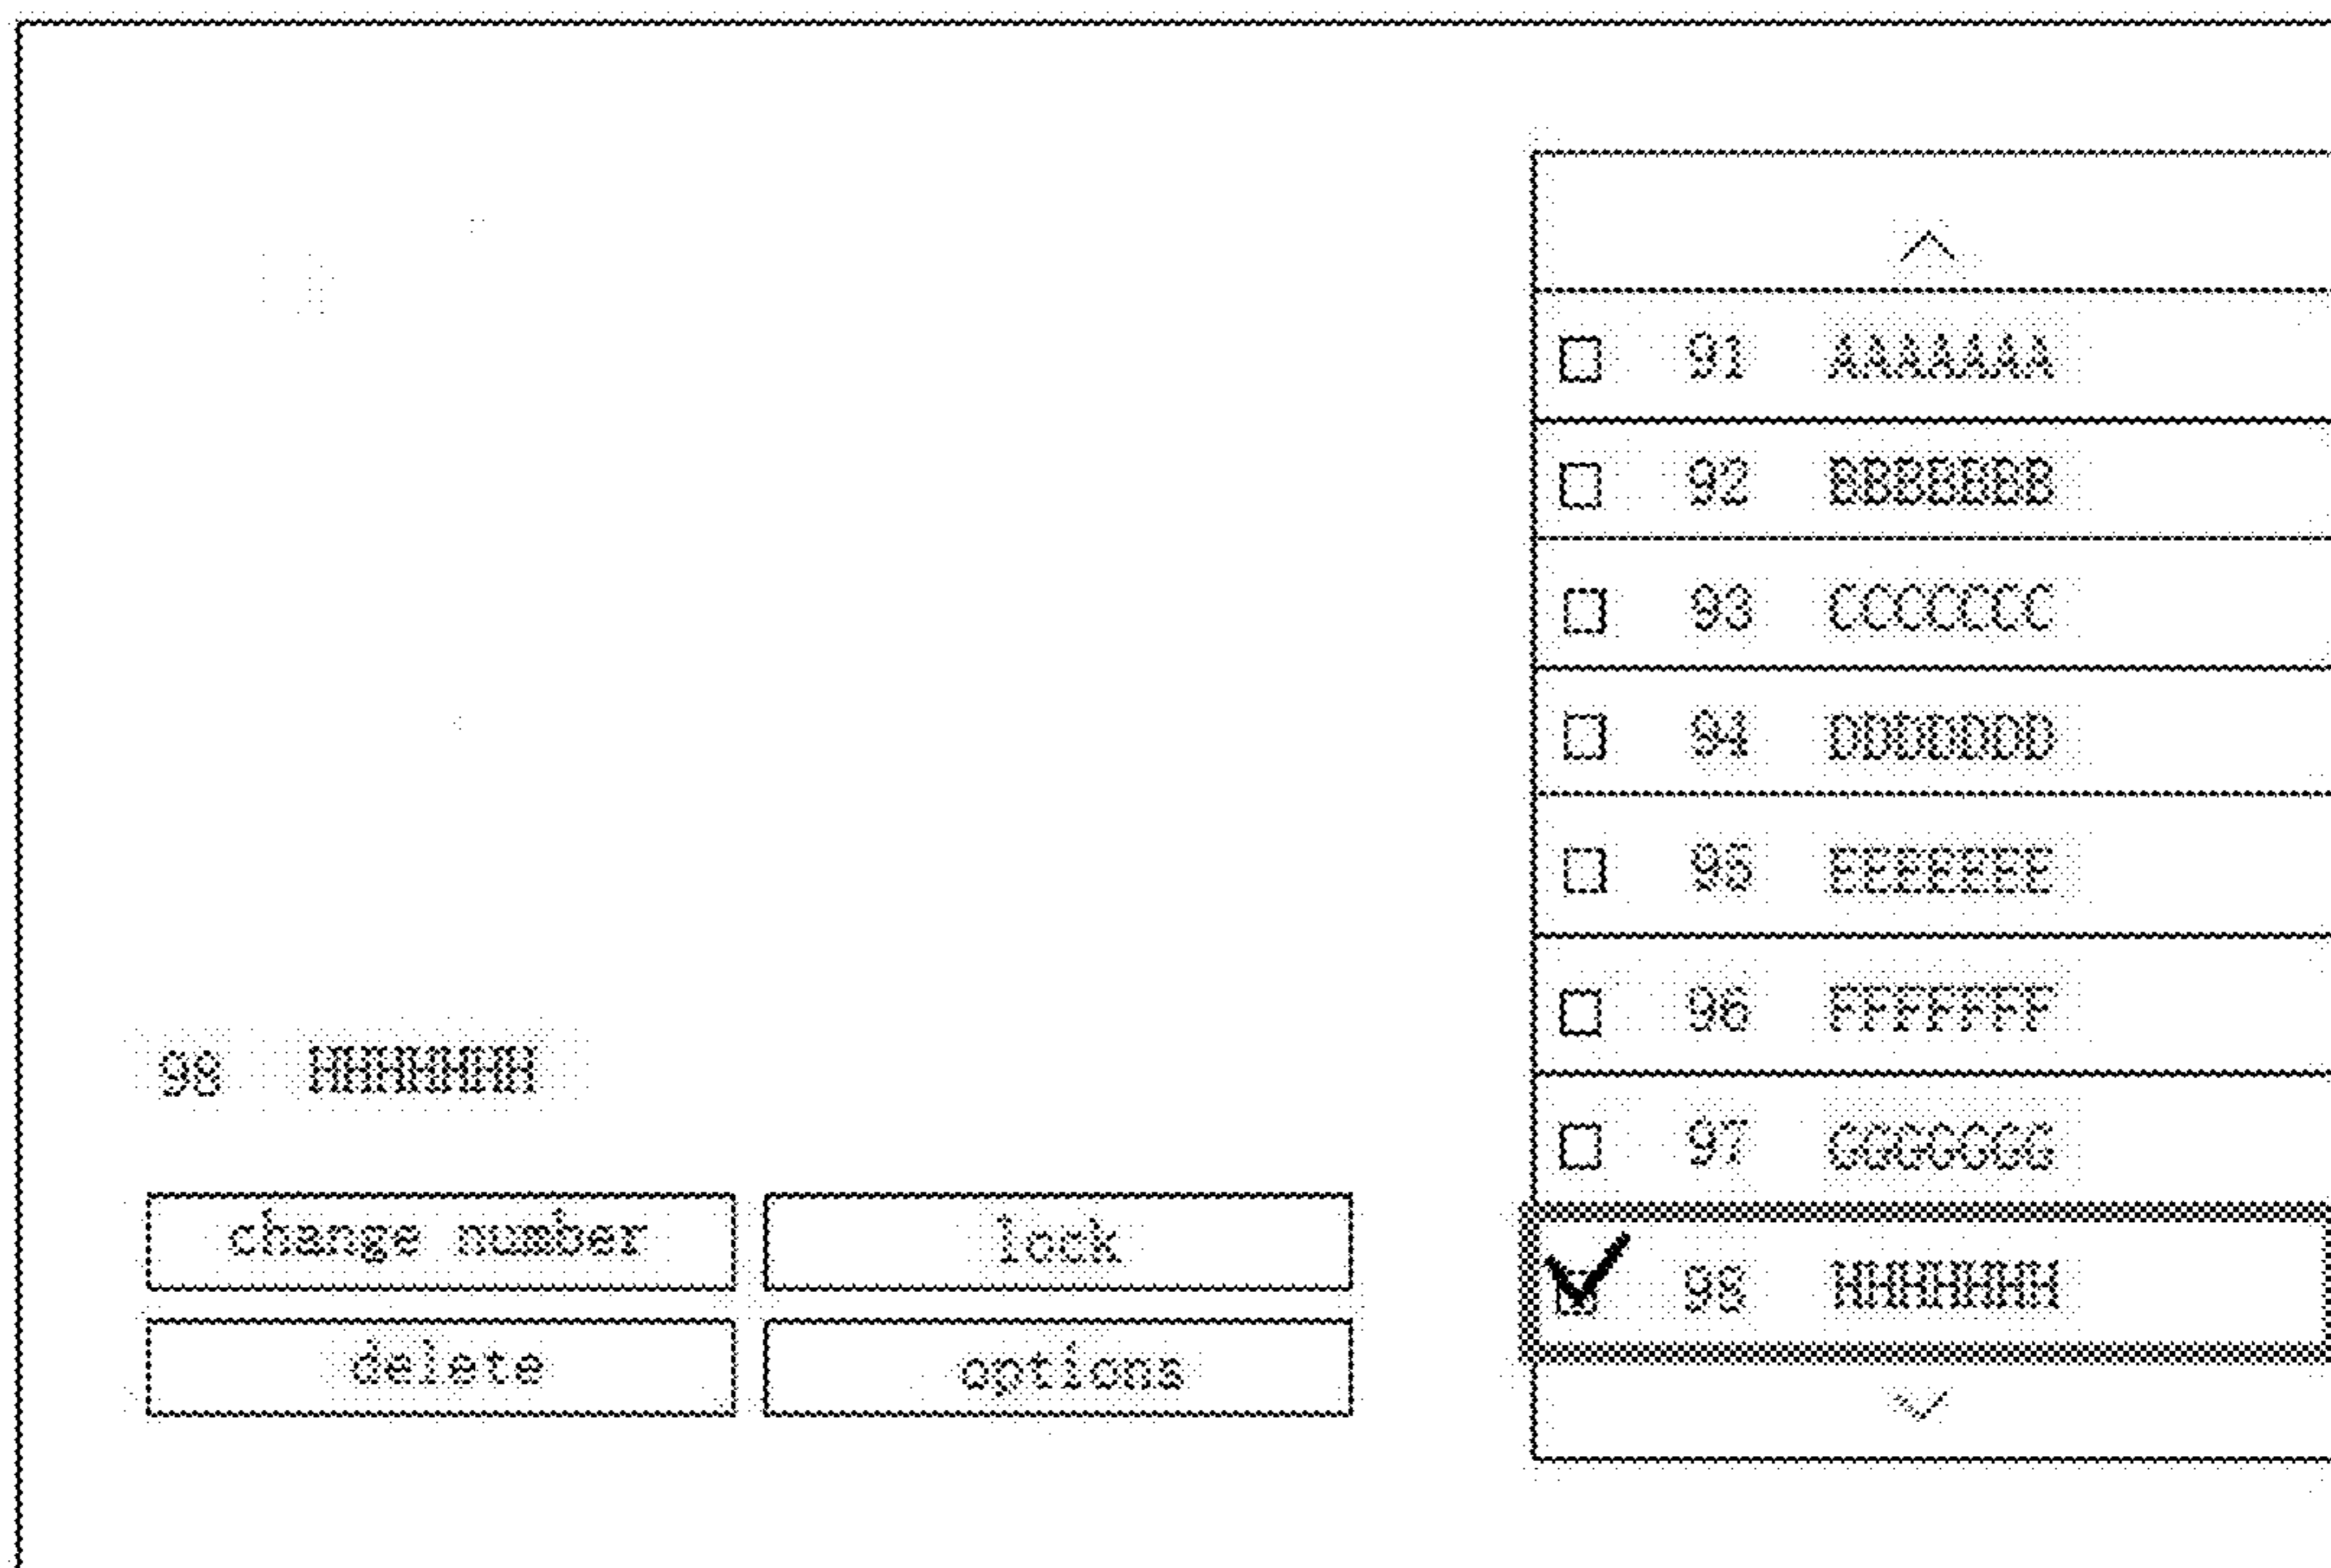 91 AAAAAAA
92 BBBBBBB
93 CCCCCCC
94 DDDDDDD
95 EEEEEEE
96 FFFFFFF
97 GGGGGGG
98 HHHHHHH
98 HHHHHHH
change number
lock
delete
options